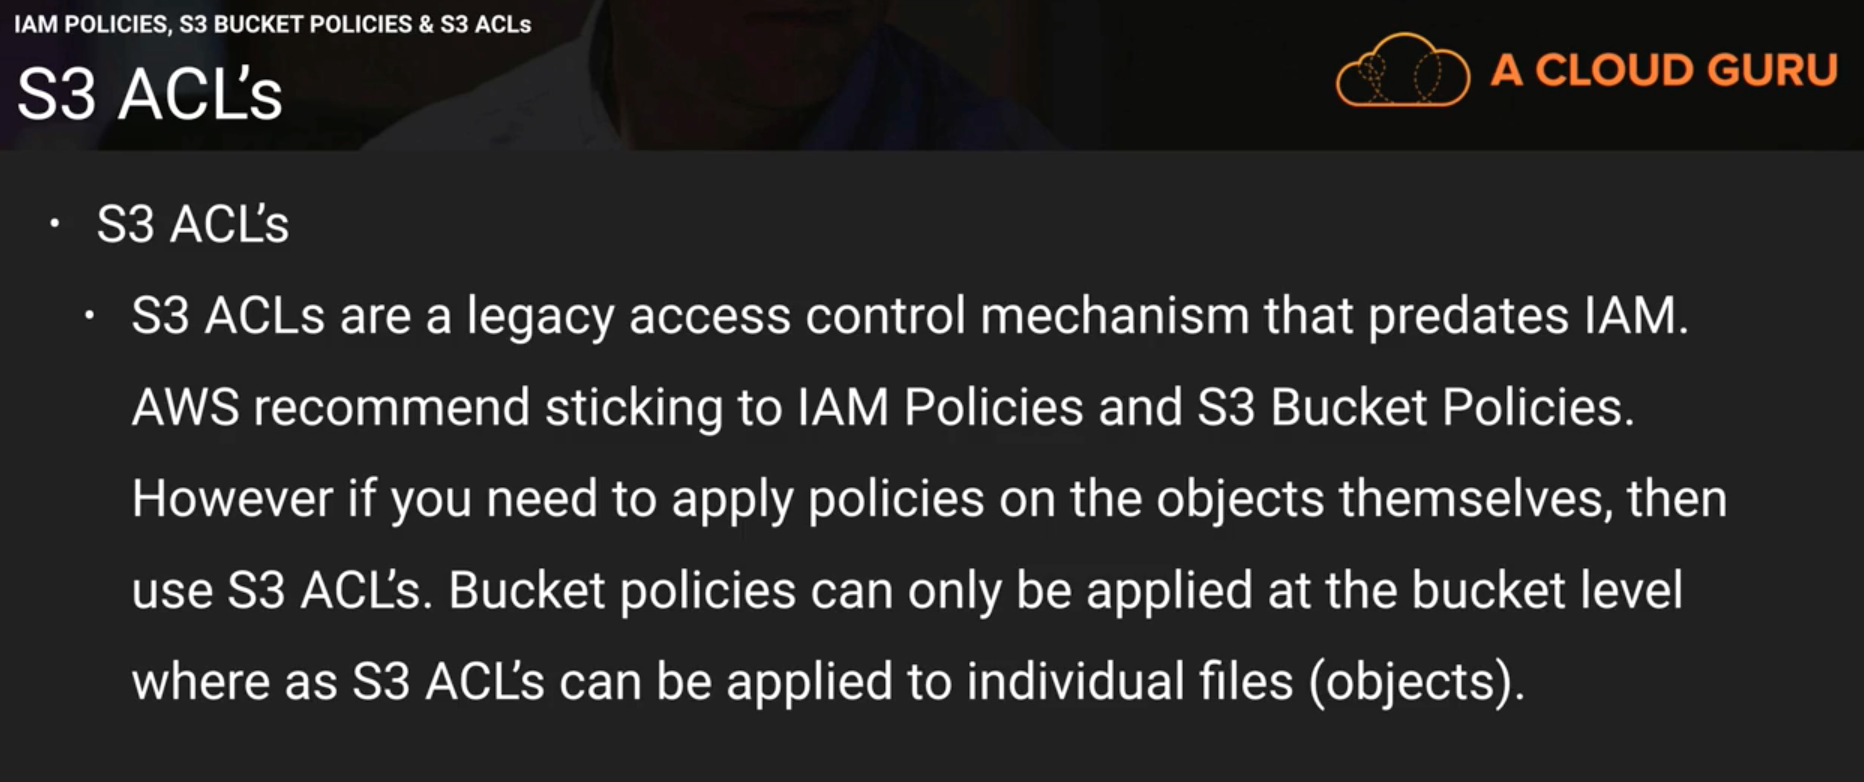 IAM POLICIES, S3 BUCKET POLICIES & S3 ACLs
S3 ACL’s
A CLOUD GURU
• S3 ACL’s
• S3 ACLs are a legacy access control mechanism that predates IAM.
AWS recommend sticking to IAM Policies and S3 Bucket Policies.
However if you need to apply policies on the objects themselves, then
use S3 ACL’s. Bucket policies can only be applied at the bucket level
where as S3 ACL’s can be applied to individual files (objects).